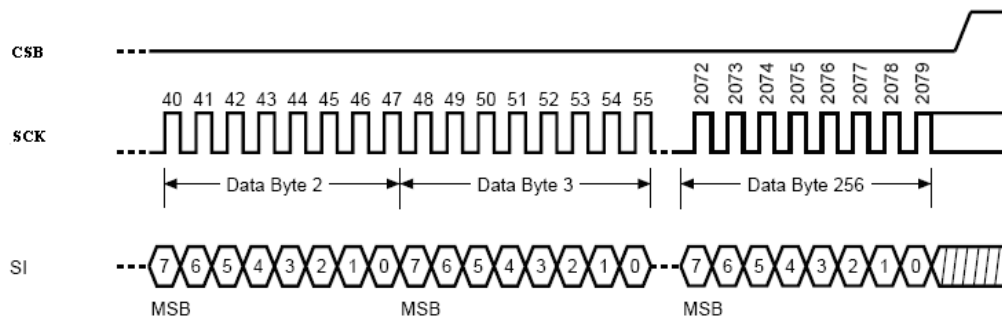 CSB
2072 2073 2074 2075 2076 2077 2078 2079
40 41 42 43 44 45 46 47 48 49 50 51 52 53 54 55
SCK
Data Byte 2 Data Byte 3 Data Byte 256
SI 7 6 5 4 3 2 1 0 7 6 5 4 3 2 1 0 7 6 5 4 3 2 1 0
MSB MSB MSB